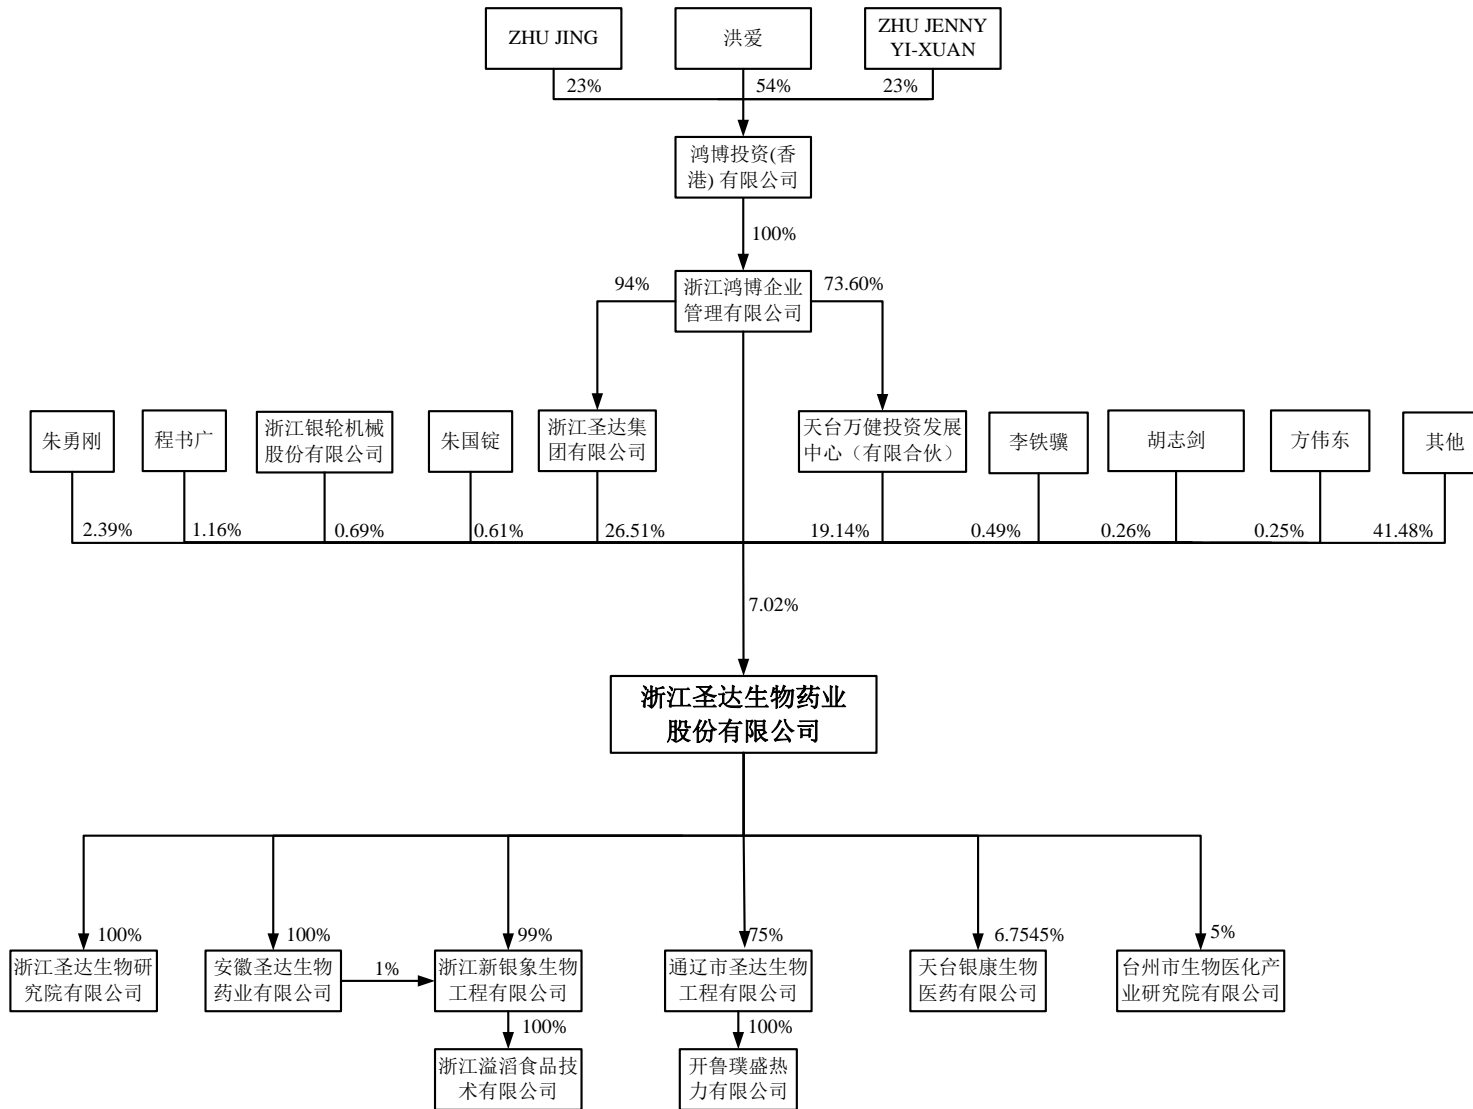 ZHU JING
洪爱
ZHU JENNY
YI-XUAN
23%
54%
23%
鸿博投资(香
港) 有限公司
100%
浙江鸿博企业
管理有限公司
94%
73.60%
朱勇刚
程书广
浙江银轮机械
股份有限公司
朱国锭
浙江圣达集
团有限公司
天台万健投资发展
中心（有限合伙）
李铁骥
胡志剑
方伟东
其他
2.39%
1.16%
0.69%
0.61%
26.51%
19.14%
0.49%
0.26%
0.25%
41.48%
7.02%
浙江圣达生物药业
股份有限公司
100%
100%
99%
75%
6.7545%
5%
浙江圣达生物研
究院有限公司
安徽圣达生物
药业有限公司
1%
浙江新银象生物
工程有限公司
通辽市圣达生物
工程有限公司
天台银康生物
医药有限公司
台州市生物医化产
业研究院有限公司
100%
100%
浙江溢滔食品技
术有限公司
开鲁璞盛热
力有限公司